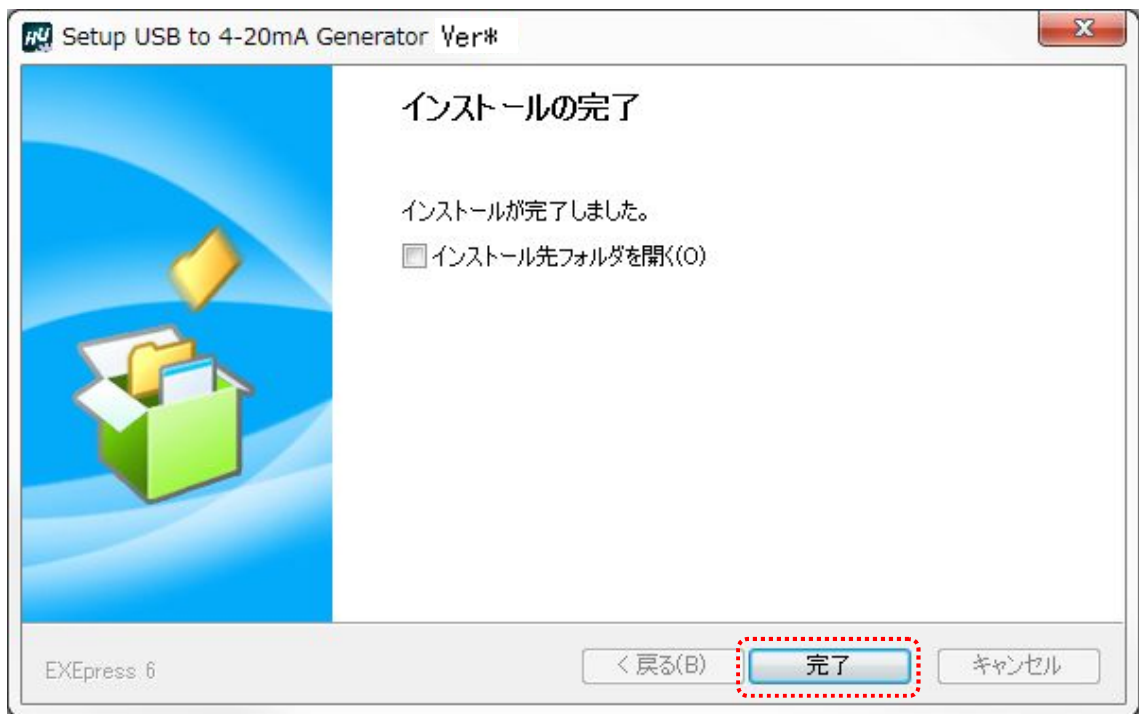 Setup USB to 4-20mA Generator Ver*
インストールの完了
インストールが完了しました。
インストール先フォルダを開く(O)
EXEpress 6
< 戻る(B)
完了
キャンセル